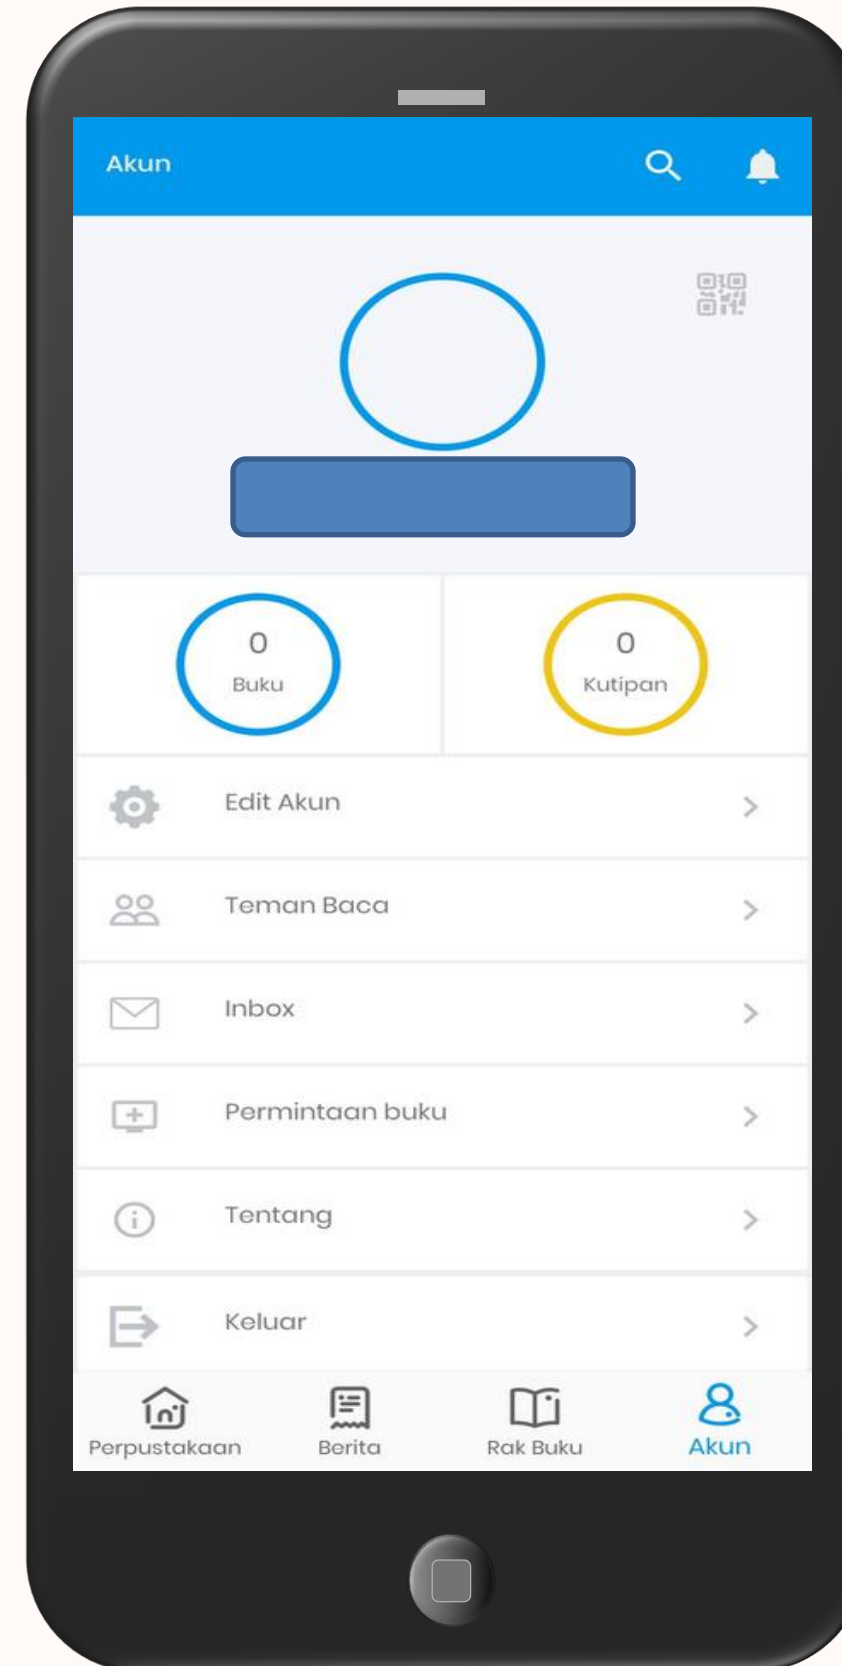 Akun
0
Buku
0
Kutipan
Edit Akun
Teman Baca
Inbox
Permintaan buku
Tentang
Keluar
Perpustakaan
Berita
Rak Buku
Akun